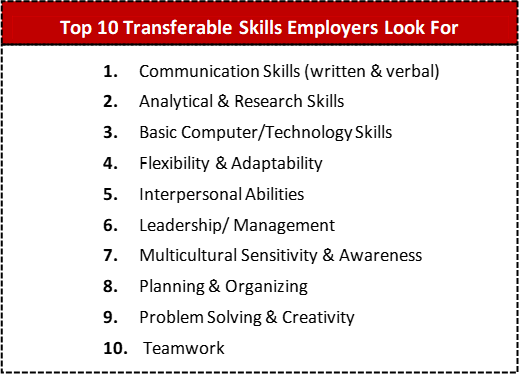 Top 10 Transferable Skills Employers Look For
1. Communication Skills (written & verbal)
2. Analytical & Research Skills
3. Basic Computer/Technology Skills
4. Flexibility & Adaptability
5. Interpersonal Abilities
6. Leadership/ Management
7. Multicultural Sensitivity & Awareness
8. Planning & Organizing
9. Problem Solving & Creativity
10. Teamwork